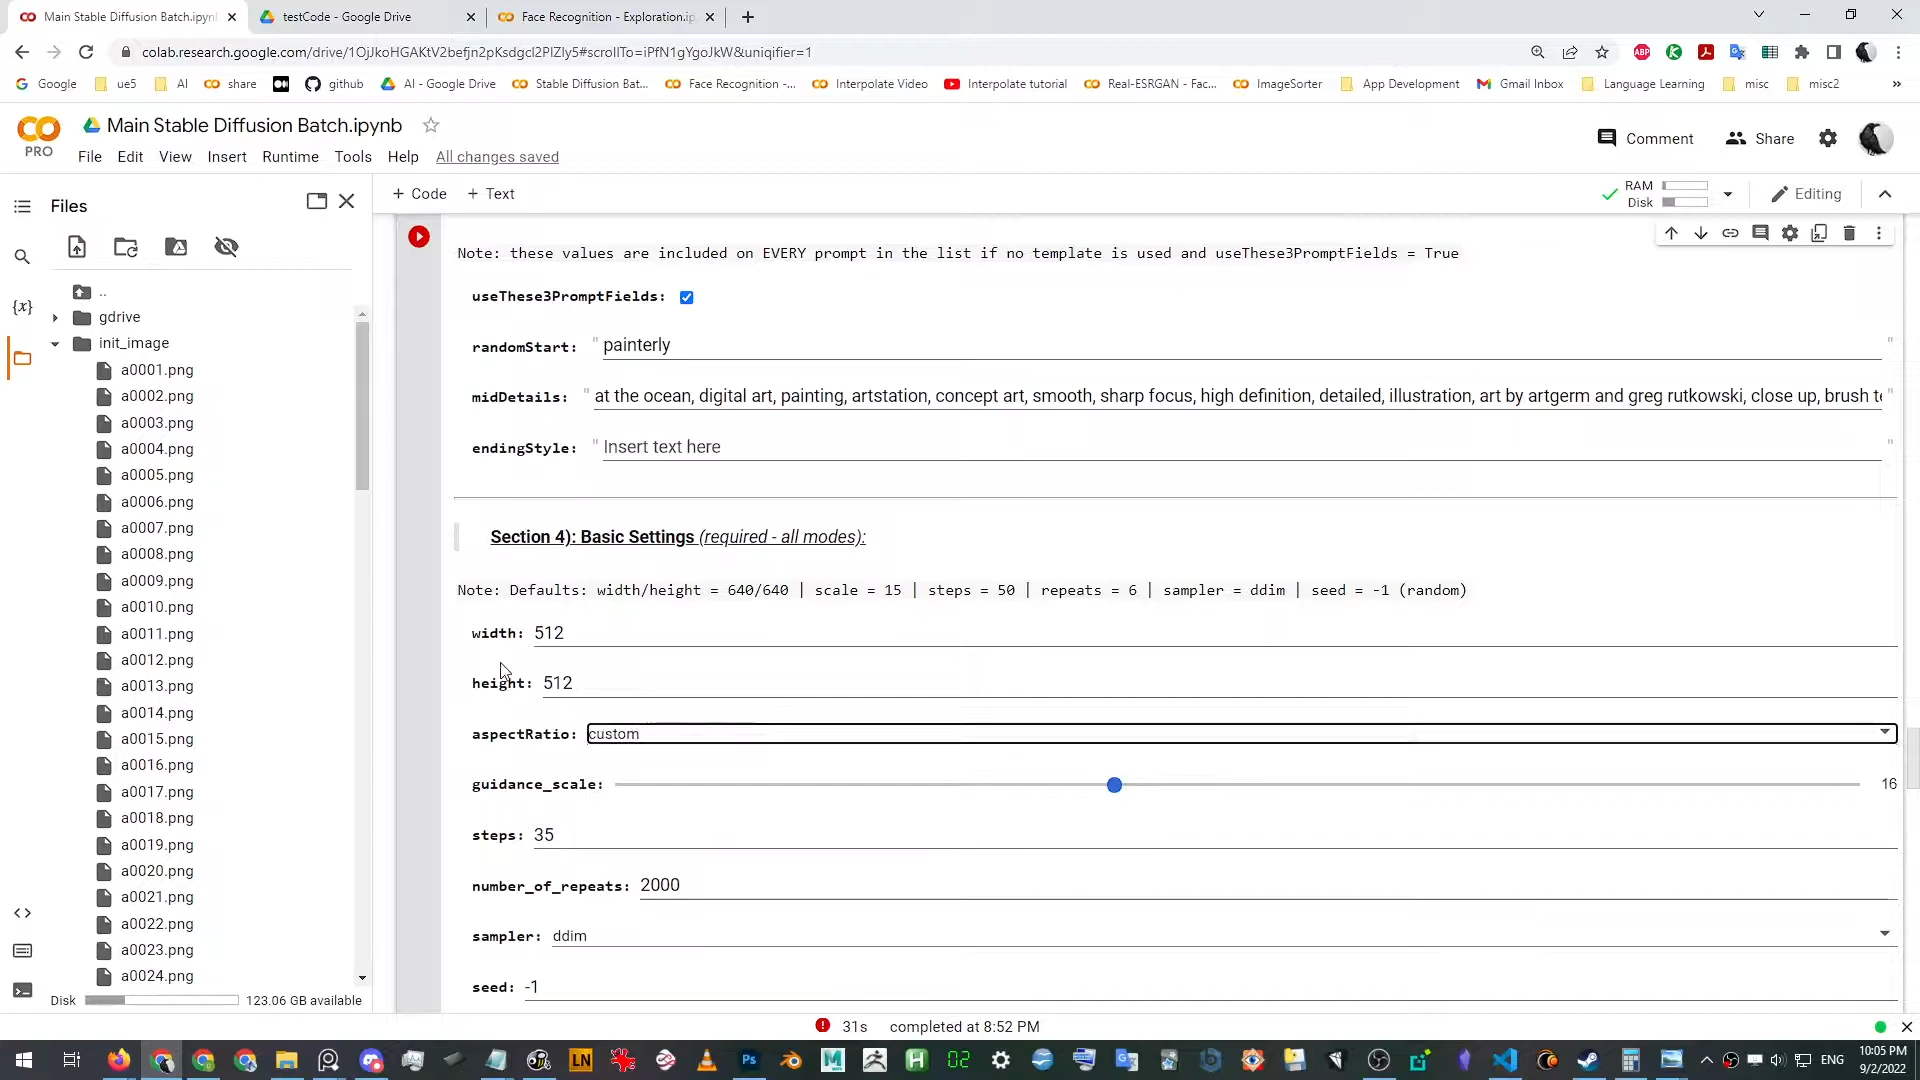 Main Stable Diffusion Batch.ipyn
testCode - Google Drive
Face Recognition - Exploration.ip
colab.research.google.com/drive/1OjJkoHGAKtV2befjn2pKsdgcI2PIZly5#scrollTo=iPfN1gYgoJkW&uniqifier=1
Google
ue5
AI
share
github
AI - Google Drive
Stable Diffusion Bat...
Face Recognition -...
Interpolate Video
Interpolate tutorial
Real-ESRGAN - Fac...
ImageSorter
App Development
Gmail Inbox
Language Learning
misc
misc2
»
PRO
Main Stable Diffusion Batch.ipynb
File Edit View Insert Runtime Tools Help All changes saved
Comment
Share
Files
+ Code + Text
RAM
Disk
Editing
..
gdrive
init_image
a0001.png
a0002.png
a0003.png
a0004.png
a0005.png
a0006.png
a0007.png
a0008.png
a0009.png
a0010.png
a0011.png
a0012.png
a0013.png
a0014.png
a0015.png
a0016.png
a0017.png
a0018.png
a0019.png
a0020.png
a0021.png
a0022.png
a0023.png
a0024.png
Disk 123.06 GB available
Note: these values are included on EVERY prompt in the list if no template is used and useThese3PromptFields = True
useThese3PromptFields:
randomStart: " painterly "
midDetails: " at the ocean, digital art, painting, artstation, concept art, smooth, sharp focus, high definition, detailed, illustration, art by artgerm and greg rutkowski, close up, brush te "
endingStyle: " Insert text here "
Section 4): Basic Settings (required - all modes):
Note: Defaults: width/height = 640/640 | scale = 15 | steps = 50 | repeats = 6 | sampler = ddim | seed = -1 (random)
width: 512
height: 512
aspectRatio: custom
guidance_scale: 16
steps: 35
number_of_repeats: 2000
sampler: ddim
seed: -1
31s completed at 8:52 PM
ENG
10:05 PM
9/2/2022